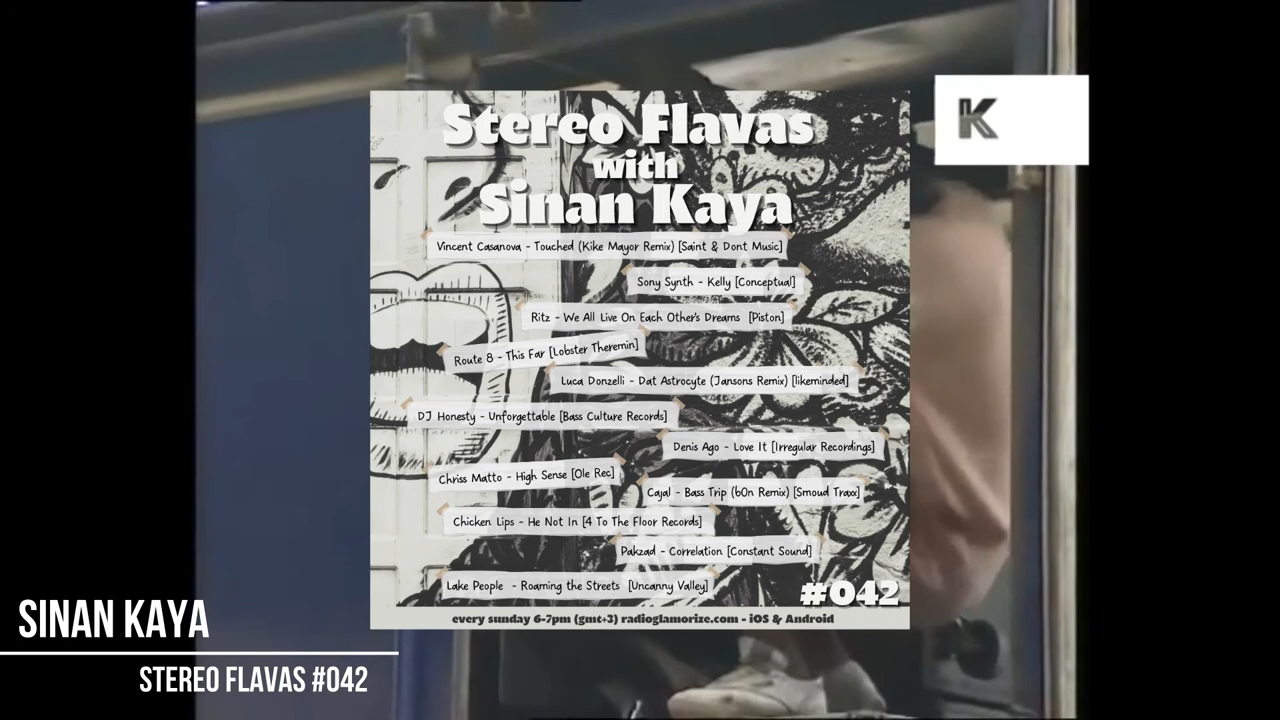 Stereo Flavas
with
Sinan Kaya
Vincent Casanova - Touched (Kike Mayor Remix) [Saint & Dont Music]
Sony Synth - Kelly [Conceptual]
Ritz - We All Live On Each Other's Dreams [Piston]
Route 8 - This Far [Lobster Theremin]
Luca Donzelli - Dat Astrocyte (Jansons Remix) [likeminded]
DJ Honesty - Unforgettable [Bass Culture Records]
Denis Ago - Love It [Irregular Recordings]
Chriss Matto - High Sense [Ole Rec]
Cajal - Bass Trip (b0n Remix) [Smoud Traxx]
Chicken Lips - He Not In [4 To The Floor Records]
Pakzad - Correlation [Constant Sound]
Lake People - Roaming the Streets [Uncanny Valley]
#042
every sunday 6-7pm (gmt+3) radioglamorize.com - iOS & Android
K
SINAN KAYA
STEREO FLAVAS #042